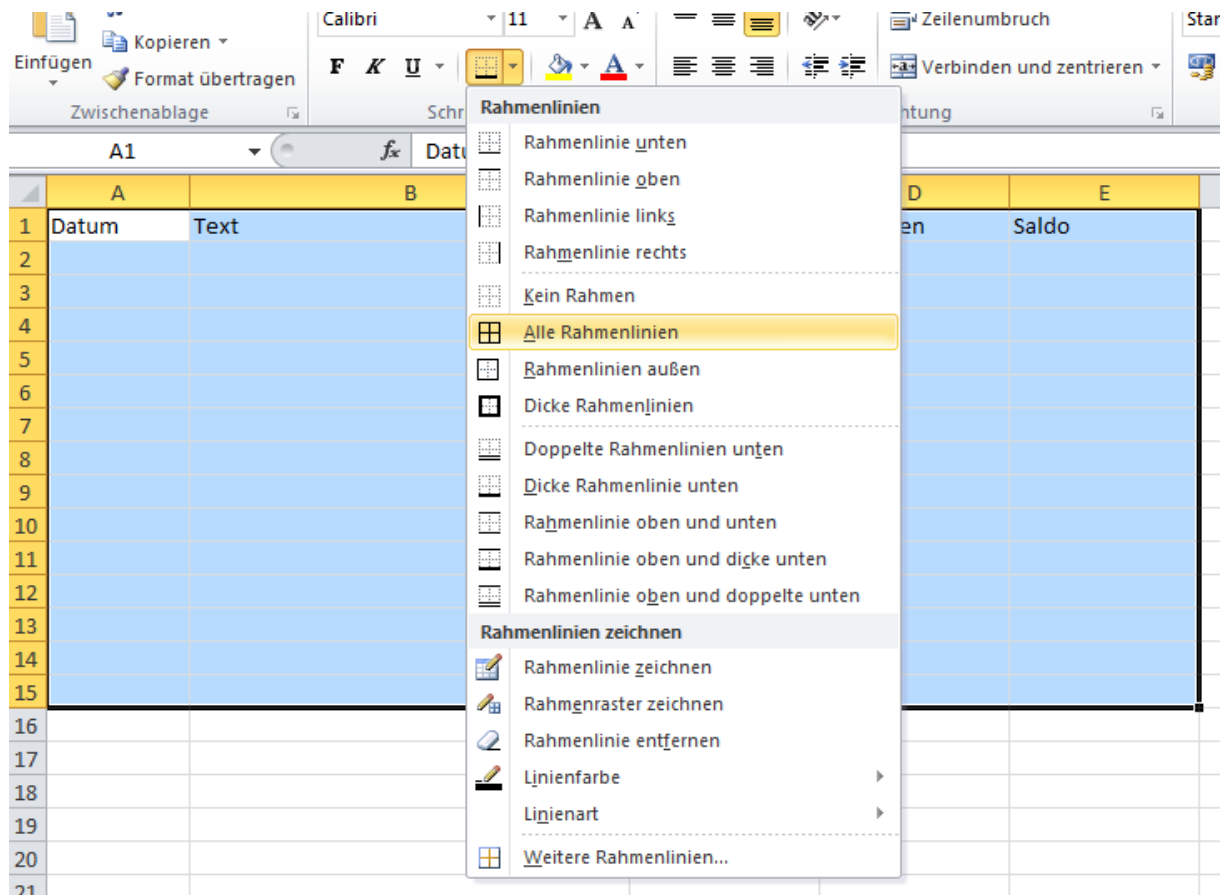 Calibri 11 A A Zeilenumbruch
Kopieren
Einfügen F K U A Verbinden und zentrieren
Format übertragen
Zwischenablage
Rahmenlinien
A1 fx
Rahmenlinie unten
Rahmenlinie oben
Rahmenlinie links
Rahmenlinie rechts
Kein Rahmen
Alle Rahmenlinien
Rahmenlinien außen
Dicke Rahmenlinien
Doppelte Rahmenlinien unten
Dicke Rahmenlinie unten
Rahmenlinie oben und unten
Rahmenlinie oben und dicke unten
Rahmenlinie oben und doppelte unten
Rahmenlinien zeichnen
Rahmenlinie zeichnen
Rahmenraster zeichnen
Rahmenlinie entfernen
Linienfarbe
Linienart
Weitere Rahmenlinien...
A B D E
1 Datum Text en Saldo
2
3
4
5
6
7
8
9
10
11
12
13
14
15
16
17
18
19
20
21